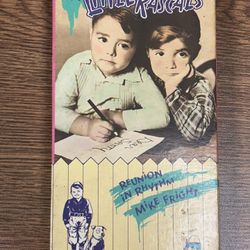 LITTLE RASCALS
REUNION
IN RHYTHM
MIKE FRIGHT